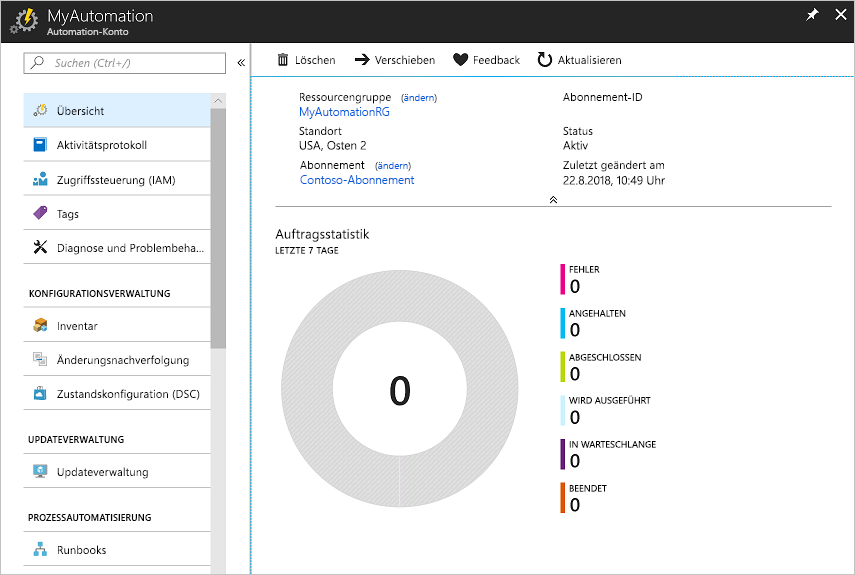 MyAutomation
Automation-Konto
Suchen (Ctrl+/)
Übersicht
Aktivitätsprotokoll
Zugriffssteuerung (IAM)
Tags
Diagnose und Problembeha...
KONFIGURATIONSVERWALTUNG
Inventar
Änderungsnachverfolgung
Zustandskonfiguration (DSC)
UPDATEVERWALTUNG
Updateverwaltung
PROZESSAUTOMATISIERUNG
Runbooks
Löschen Verschieben Feedback Aktualisieren
Ressourcengruppe (ändern)
MyAutomationRG
Standort
USA, Osten 2
Abonnement (ändern)
Contoso-Abonnement
Abonnement-ID
Status
Aktiv
Zuletzt geändert am
22.8.2018, 10:49 Uhr
Auftragsstatistik
LETZTE 7 TAGE
0
FEHLER
0
ANGEHALTEN
0
ABGESCHLOSSEN
0
WIRD AUSGEFÜHRT
0
IN WARTESCHLANGE
0
BEENDET
0